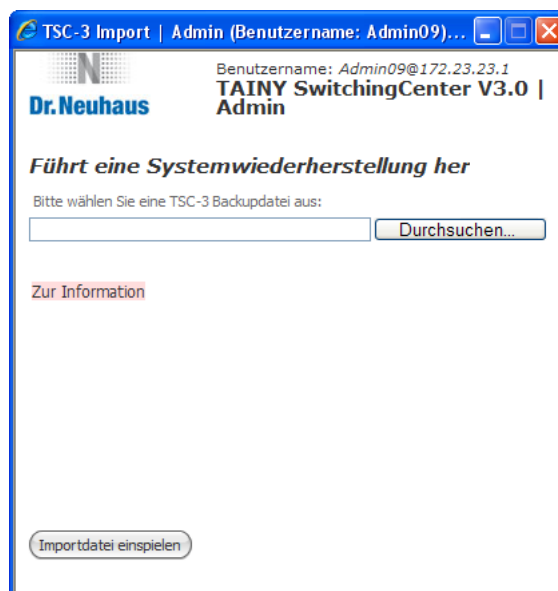 TSC-3 Import | Admin (Benutzername: Admin09)...
N
Dr.Neuhaus
Benutzername: Admin09@172.23.23.1
TAINY SwitchingCenter V3.0 |
Admin
Führt eine Systemwiederherstellung her
Bitte wählen Sie eine TSC-3 Backupdatei aus:
Durchsuchen...
Zur Information
Importdatei einspielen